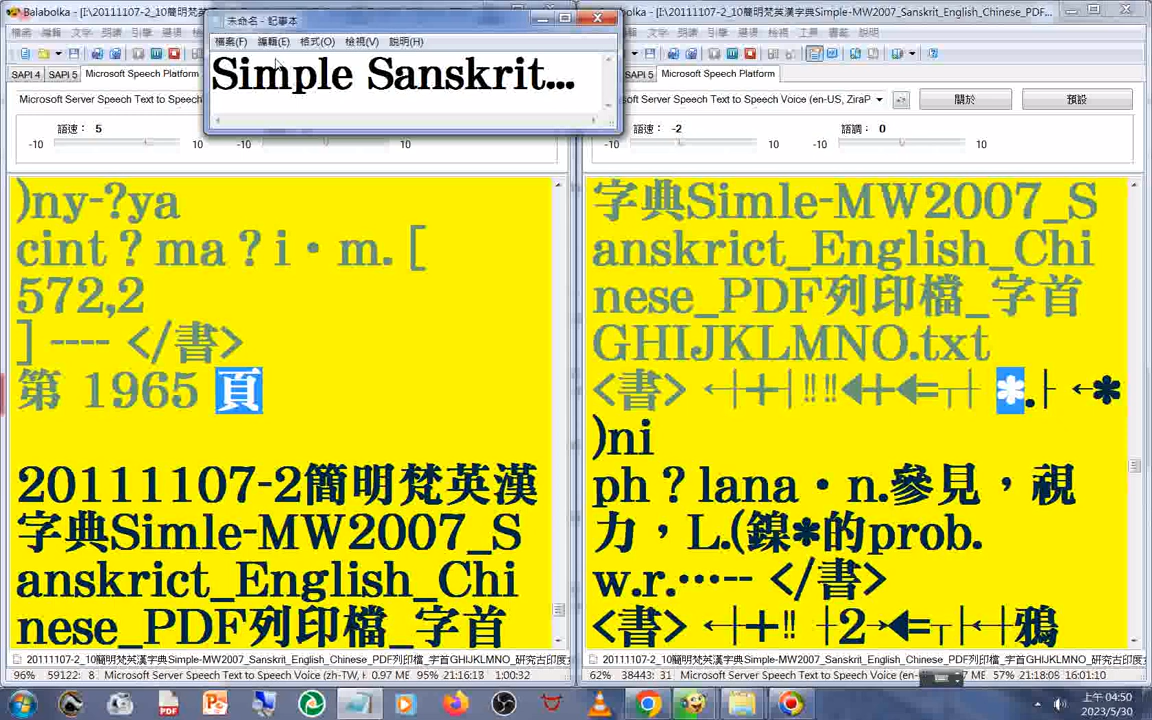 Balabolka - [I:\20111107-2_10簡明梵英漢
未命名 - 記事本
olka - [I:\20111107-2_10簡明梵英漢字典Simple-MW2007_Sanskrit_English_Chinese_PDF...
檔案(F) 編輯(E) 格式(O) 檢視(V) 說明(H)
Simple Sanskrit...
SAPI 4 SAPI 5 Microsoft Speech Platform
PI 5 Microsoft Speech Platform
Microsoft Server Speech Text to Speech
t Server Speech Text to Speech Voice (en-US, ZiraP
關於 預設
語速： 5
-10 -10 10
語速： -2 語調： 0
-10 10 -10 10
)ny-?ya
cint？ma？i・m. [
572,2
] ---- </書>
第 1965 頁
20111107-2簡明梵英漢
字典Simle-MW2007_S
anskrict_English_Chi
nese_PDF列印檔_字首
字典Simle-MW2007_S
anskrict_English_Chi
nese_PDF列印檔_字首
GHIJKLMNO.txt
<書> ←┼+┤‼‼◀+◀=┬┤ ✽.├ ←✽
)ni
ph？lana・n.參見，視
力，L.(鎳✽的prob.
w.r.…-- </書>
<書> ←┼+‼ ┼2→◀=┬├←┼鴉
20111107-2_10簡明梵英漢字典Simple-MW2007_Sanskrit_English_Chinese_PDF列印檔_字首GHIJKLMNO_研究古印度
20111107-2_10簡明梵英漢字典Simple-MW2007_Sanskrit_English_Chinese_PDF列印檔_字首GHIJKLMNO_研究古印度
96% 59122: 8 Microsoft Server Speech Text to Speech Voice (zh-TW, H 0.97 ME 95% 21:16:13 1:00:32
62% 38443: 31 Microsoft Server Speech Text to Speech Voice (en- 57% 21:18:08 16:01:10
上午 04:50
2023/5/30